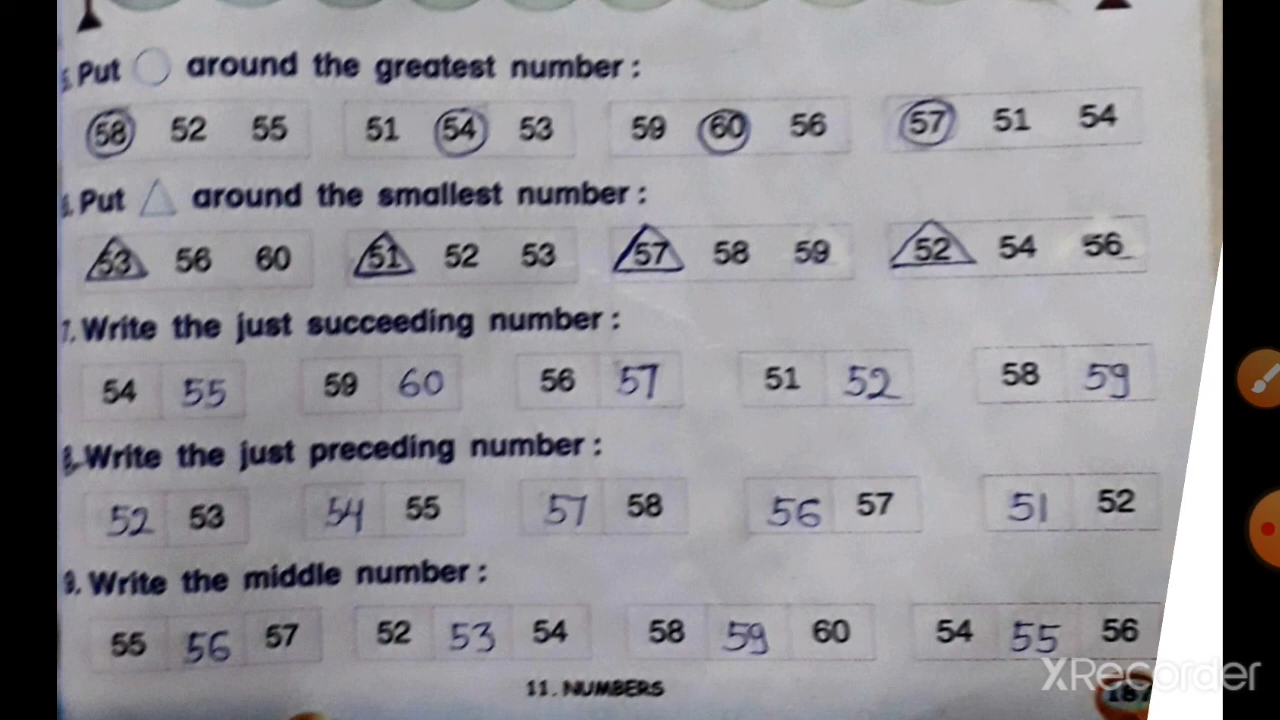 5. Put ○ around the greatest number :
58 52 55 51 54 53 59 60 56 57 51 54
6. Put △ around the smallest number :
53 56 60 51 52 53 57 58 59 52 54 56
7. Write the just succeeding number :
54 55 59 60 56 57 51 52 58 59
8. Write the just preceding number :
52 53 54 55 57 58 56 57 51 52
9. Write the middle number :
55 56 57 52 53 54 58 59 60 54 55 56
11. NUMBERS
187
XRecorder